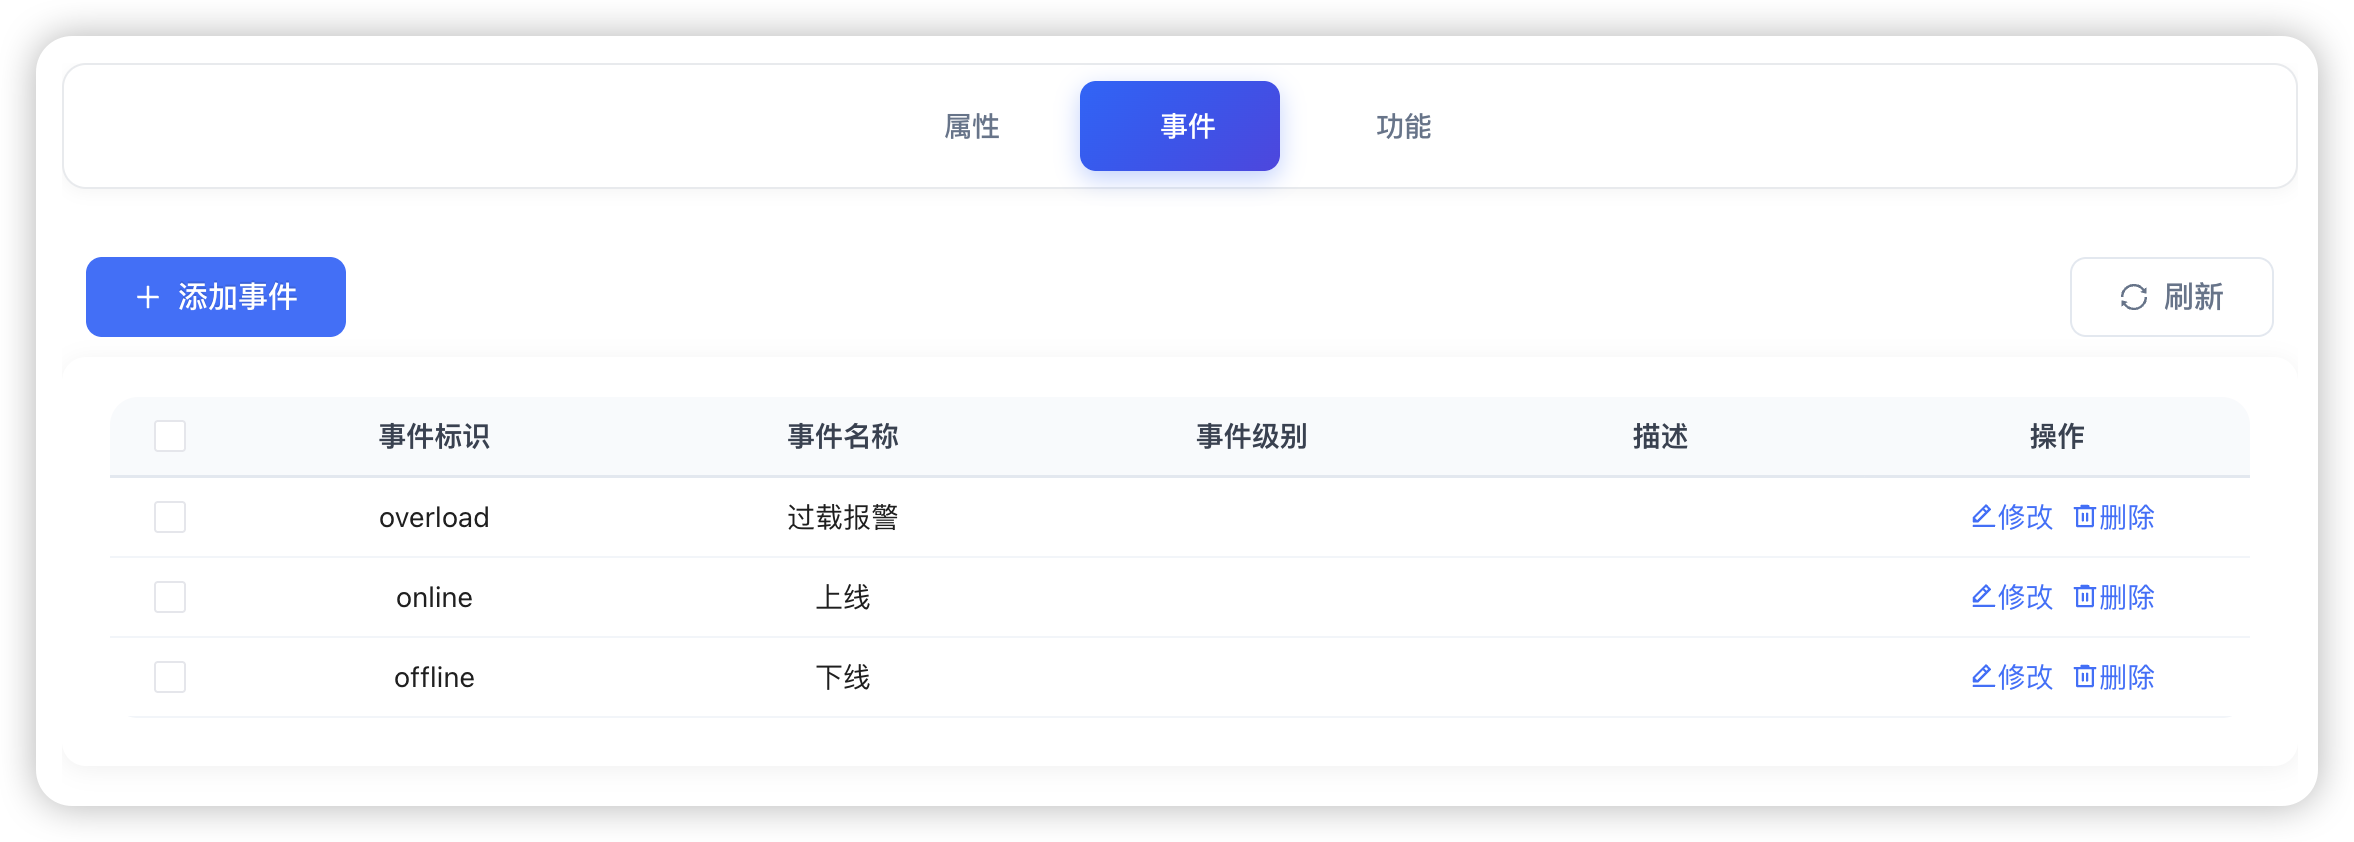 属性 事件 功能
添加事件 刷新
事件标识 事件名称 事件级别 描述 操作
overload 过载报警 修改 删除
online 上线 修改 删除
offline 下线 修改 删除